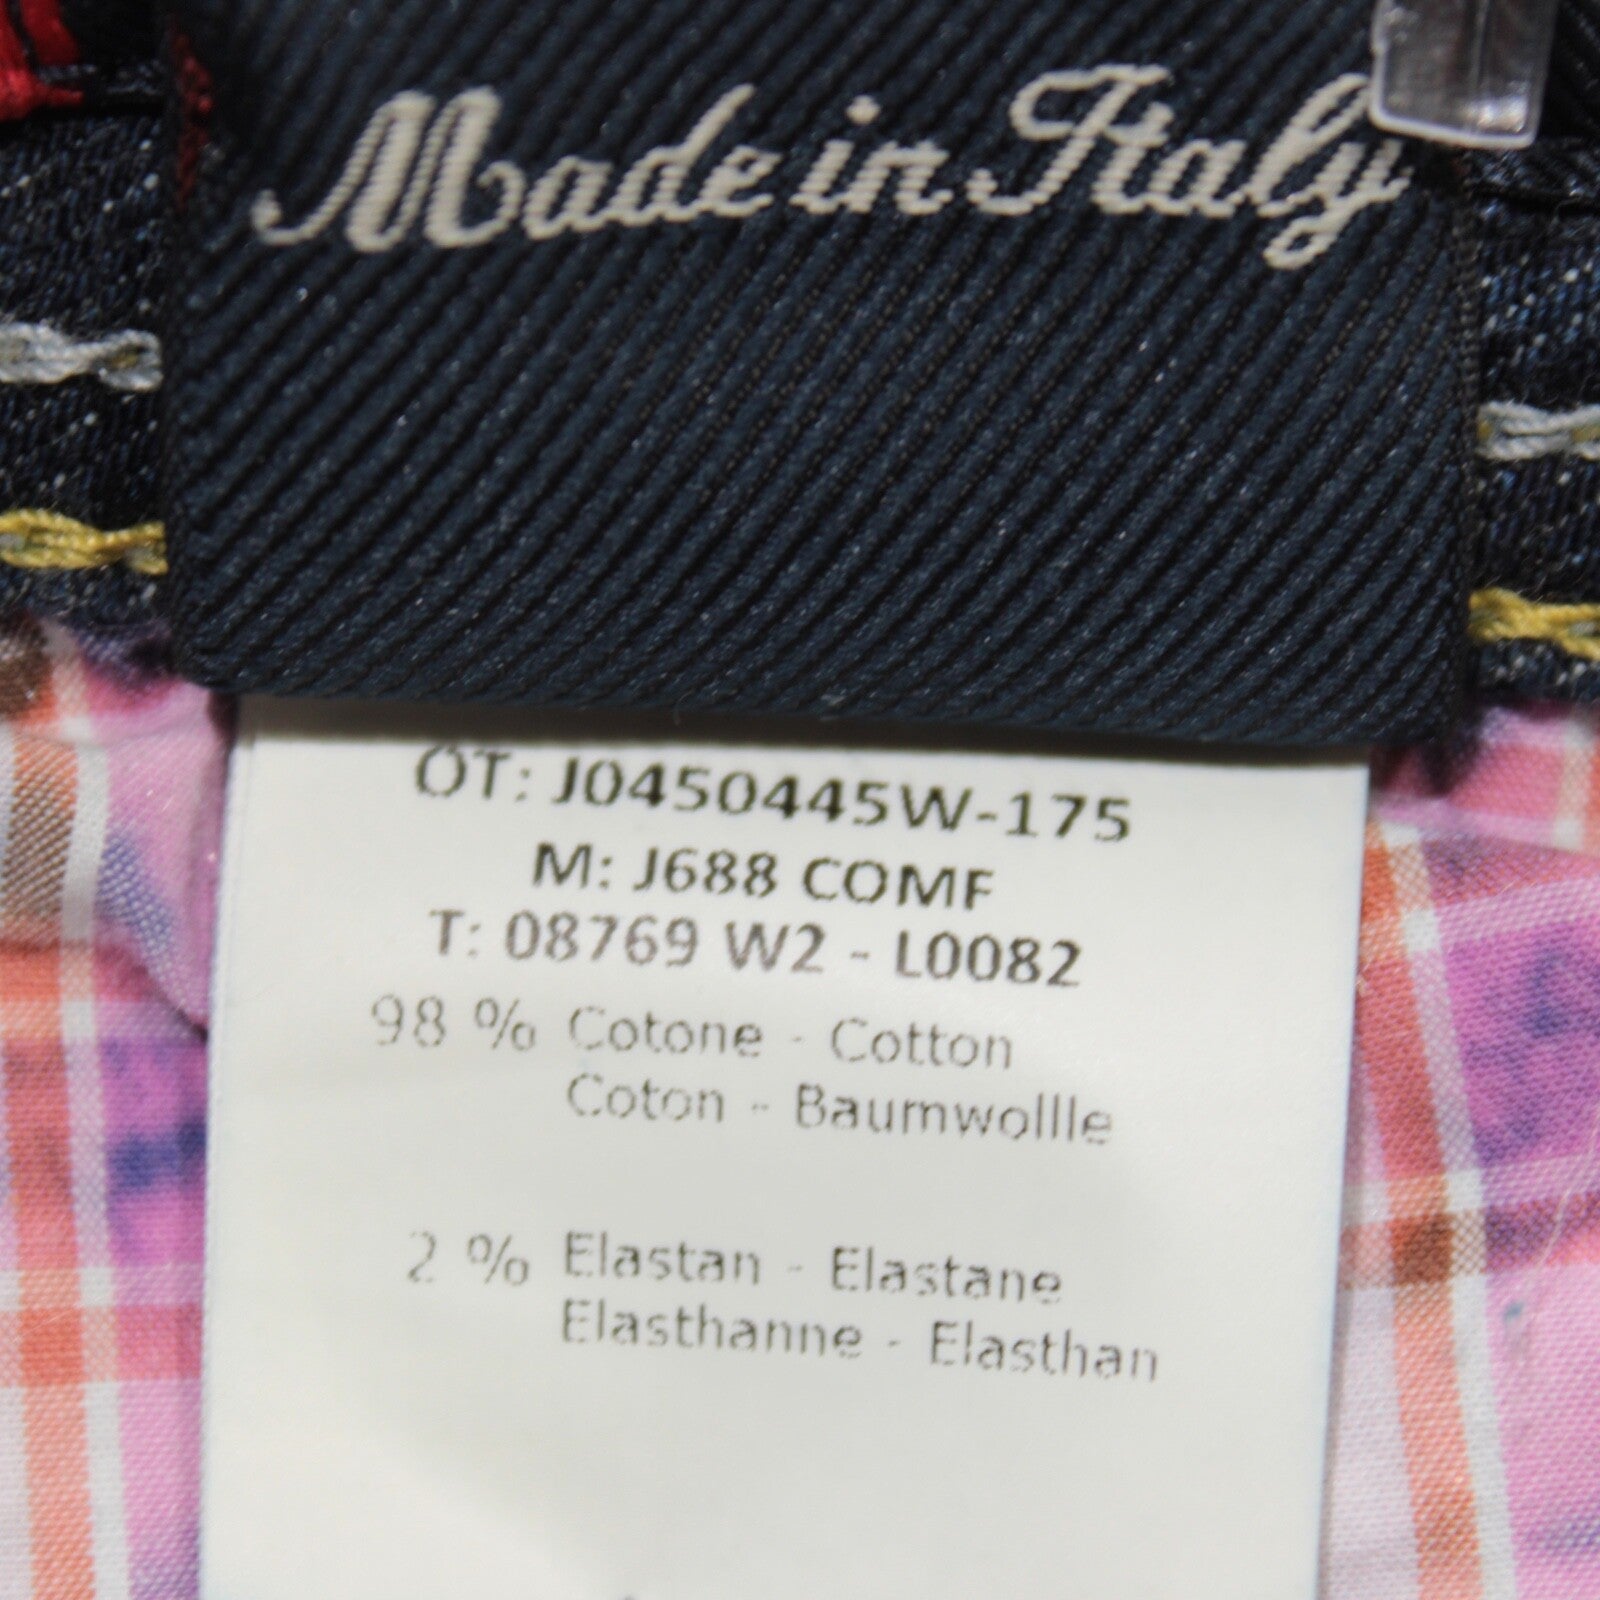 Made in Italy
OT: J0450445W-175
M: J688 COMF
T: 08769 W2 - L0082
98 % Cotone - Cotton
Coton - Baumwollle
2 % Elastan - Elastane
Elasthanne - Elasthan